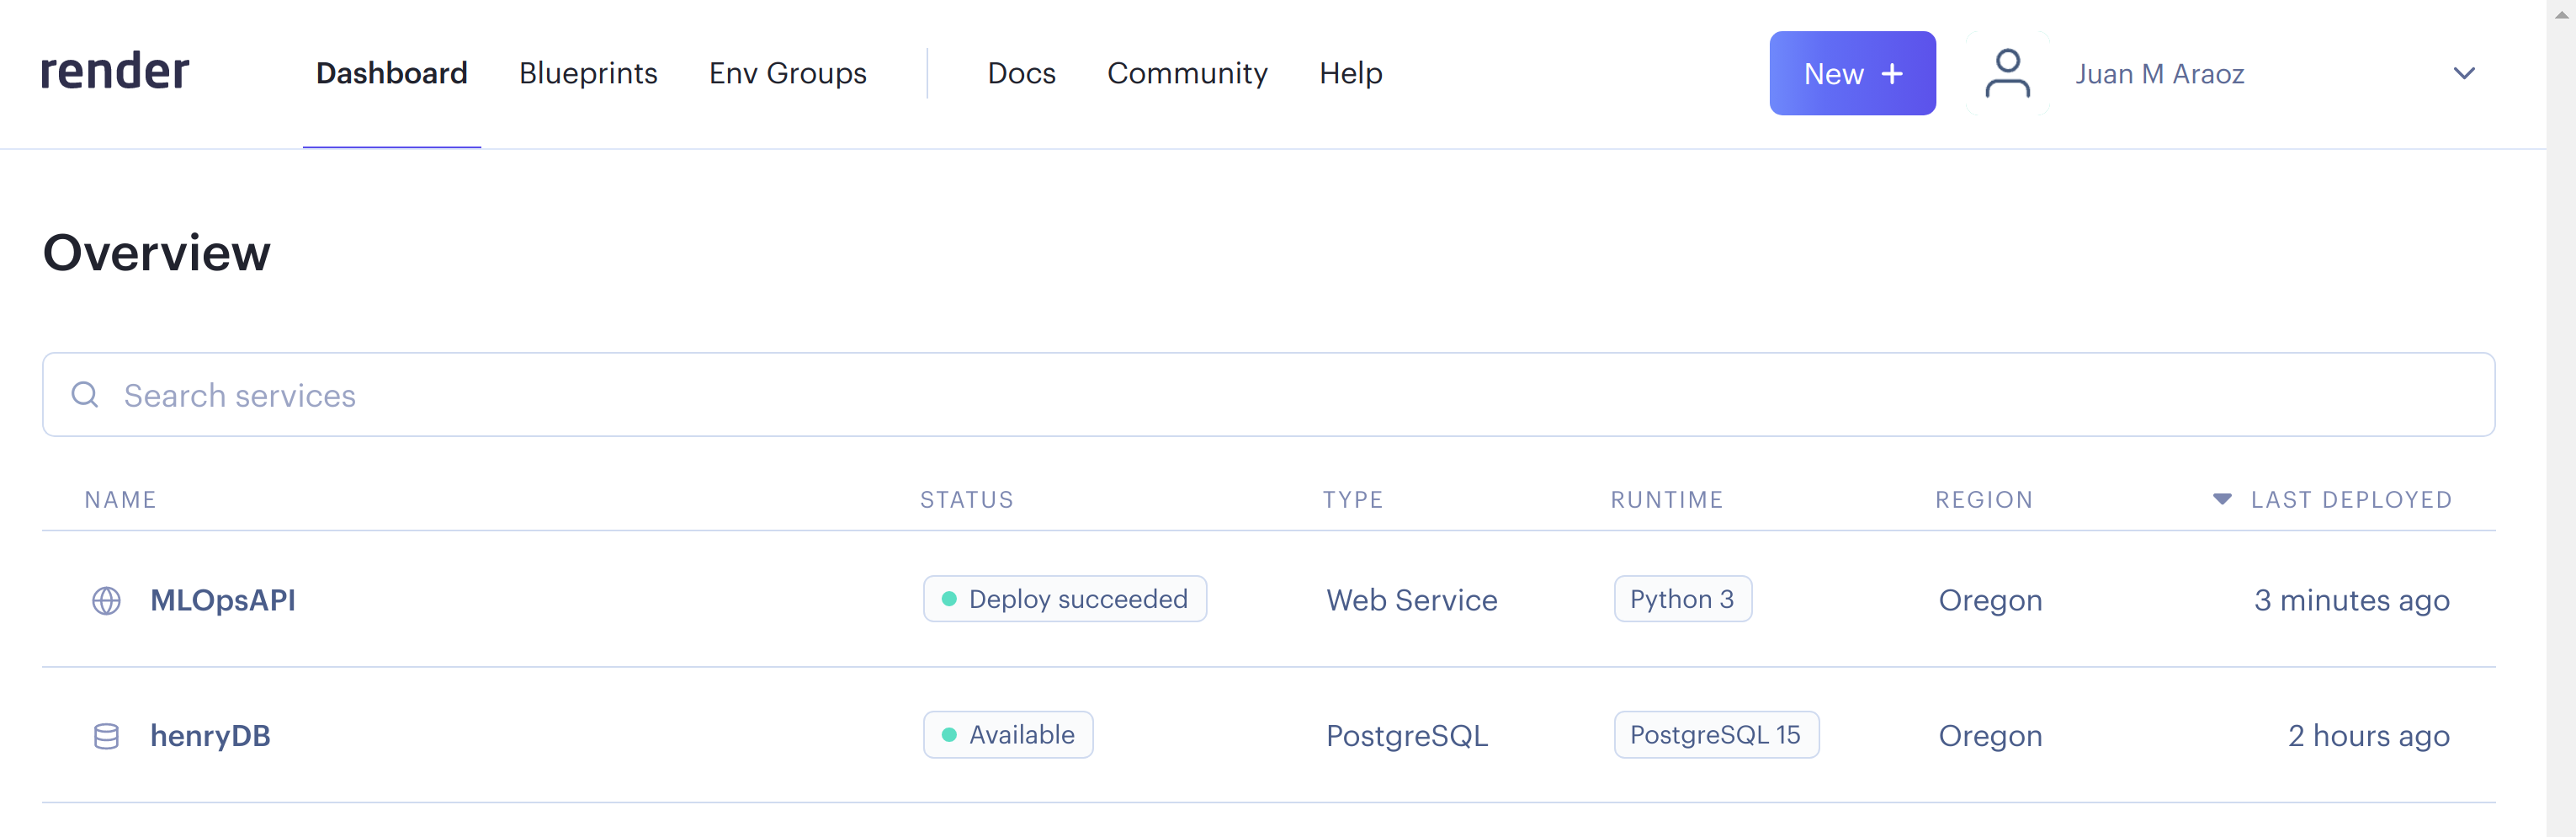 render Dashboard Blueprints Env Groups Docs Community Help New + Juan M Araoz
Overview
Search services
NAME STATUS TYPE RUNTIME REGION LAST DEPLOYED
MLOpsAPI Deploy succeeded Web Service Python 3 Oregon 3 minutes ago
henryDB Available PostgreSQL PostgreSQL 15 Oregon 2 hours ago